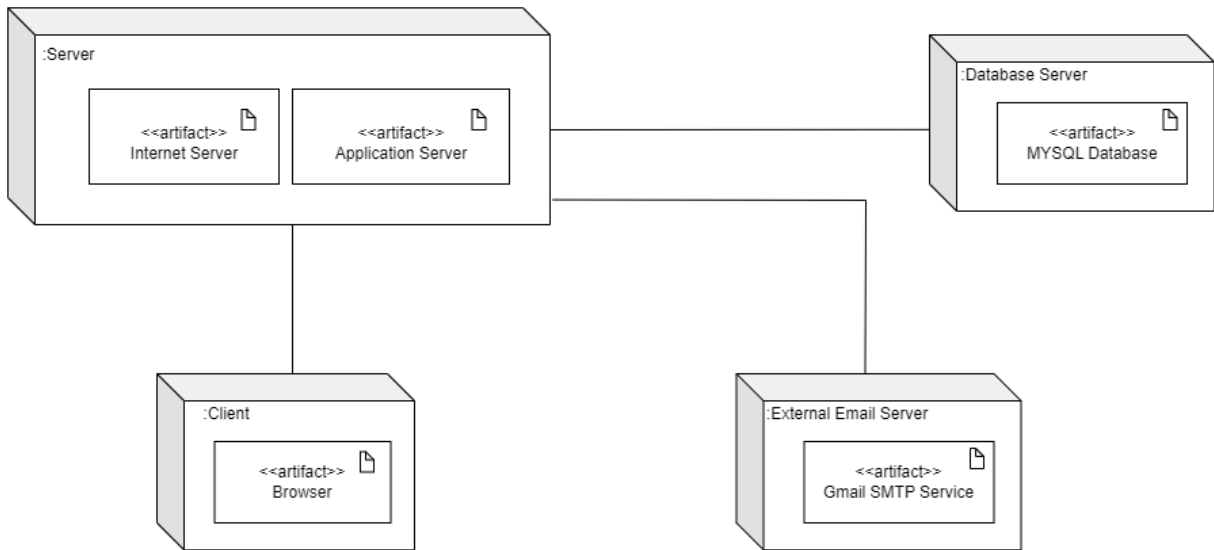 :Server
<<artifact>>
Internet Server
<<artifact>>
Application Server
:Database Server
<<artifact>>
MYSQL Database
:Client
<<artifact>>
Browser
:External Email Server
<<artifact>>
Gmail SMTP Service